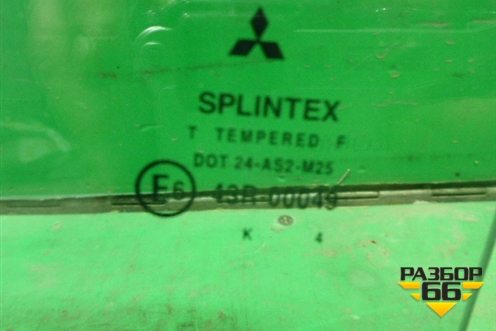 SPLINTEX
T TEMPERED F
DOT 24-AS2-M25
E6 43R-00049
K 4
РАЗБОР
66